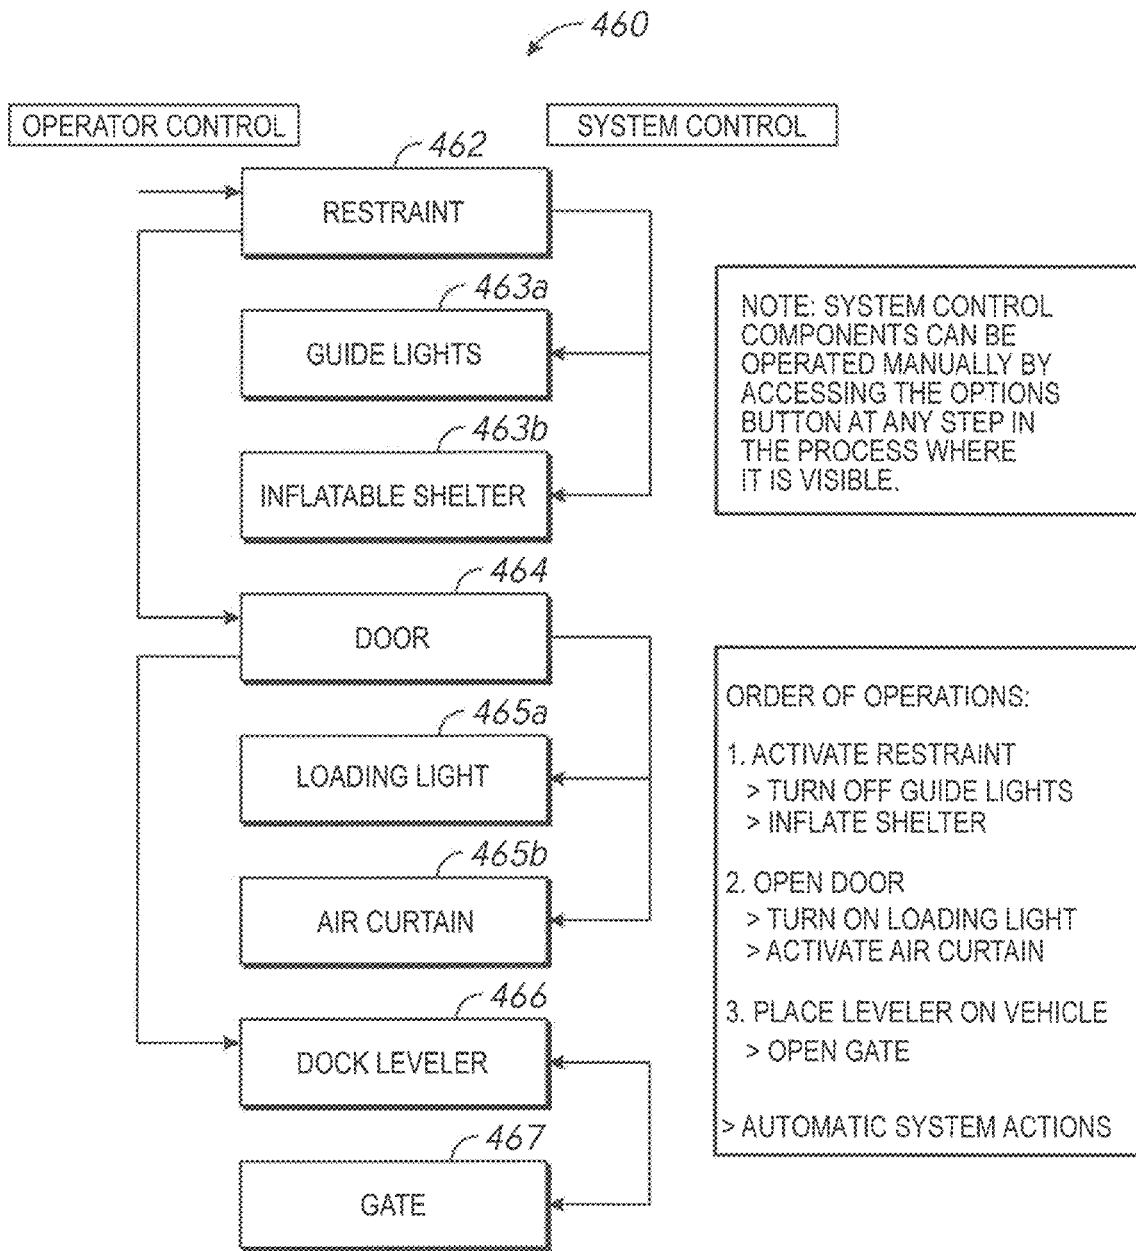 460
OPERATOR CONTROL
SYSTEM CONTROL
462
RESTRAINT
463a
GUIDE LIGHTS
463b
INFLATABLE SHELTER
464
DOOR
465a
LOADING LIGHT
465b
AIR CURTAIN
466
DOCK LEVELER
467
GATE
NOTE: SYSTEM CONTROL
COMPONENTS CAN BE
OPERATED MANUALLY BY
ACCESSING THE OPTIONS
BUTTON AT ANY STEP IN
THE PROCESS WHERE
IT IS VISIBLE.
ORDER OF OPERATIONS:
1. ACTIVATE RESTRAINT
> TURN OFF GUIDE LIGHTS
> INFLATE SHELTER
2. OPEN DOOR
> TURN ON LOADING LIGHT
> ACTIVATE AIR CURTAIN
3. PLACE LEVELER ON VEHICLE
> OPEN GATE
> AUTOMATIC SYSTEM ACTIONS